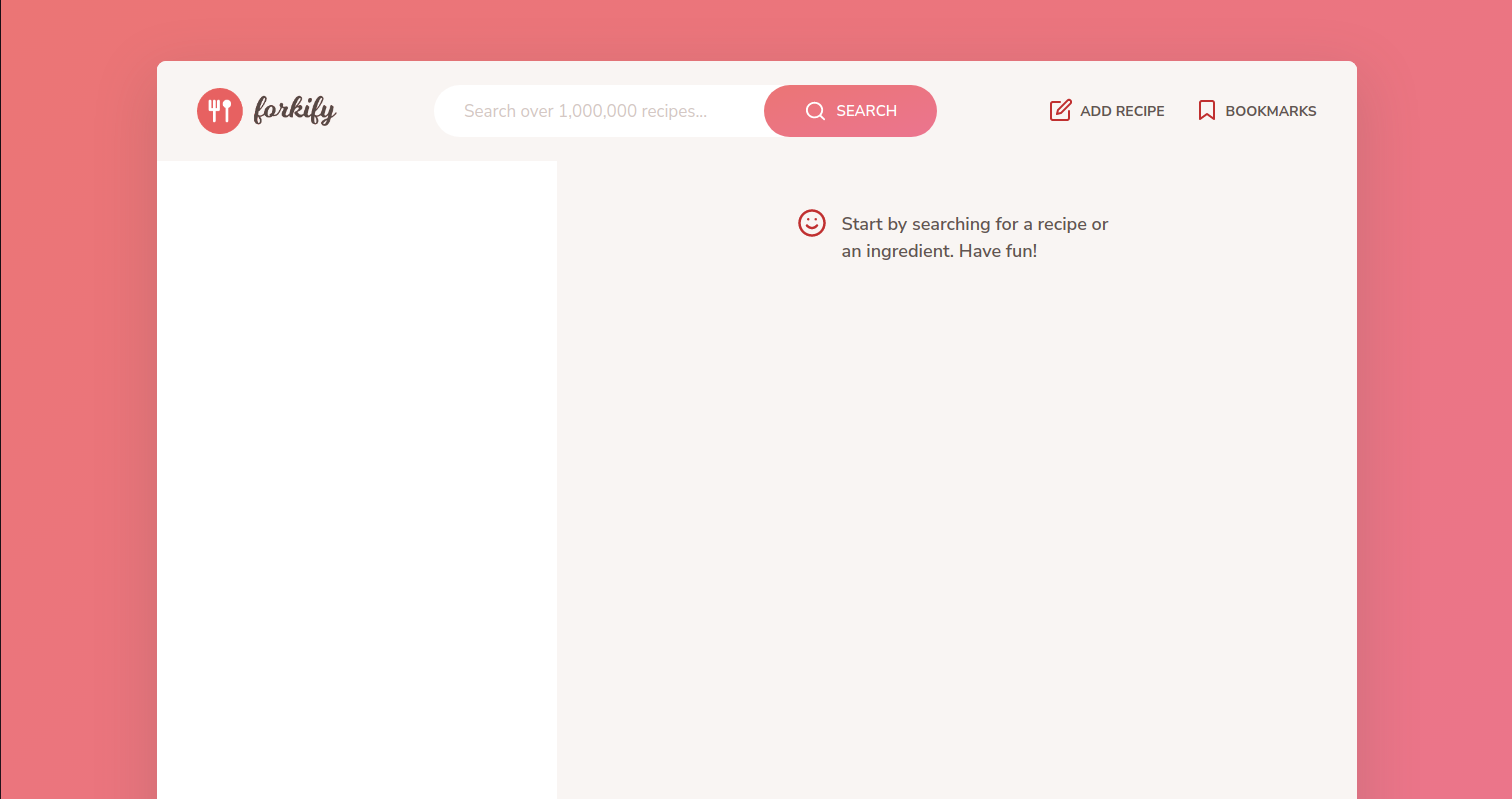 forkify
Search over 1,000,000 recipes...
SEARCH
ADD RECIPE
BOOKMARKS
Start by searching for a recipe or
an ingredient. Have fun!